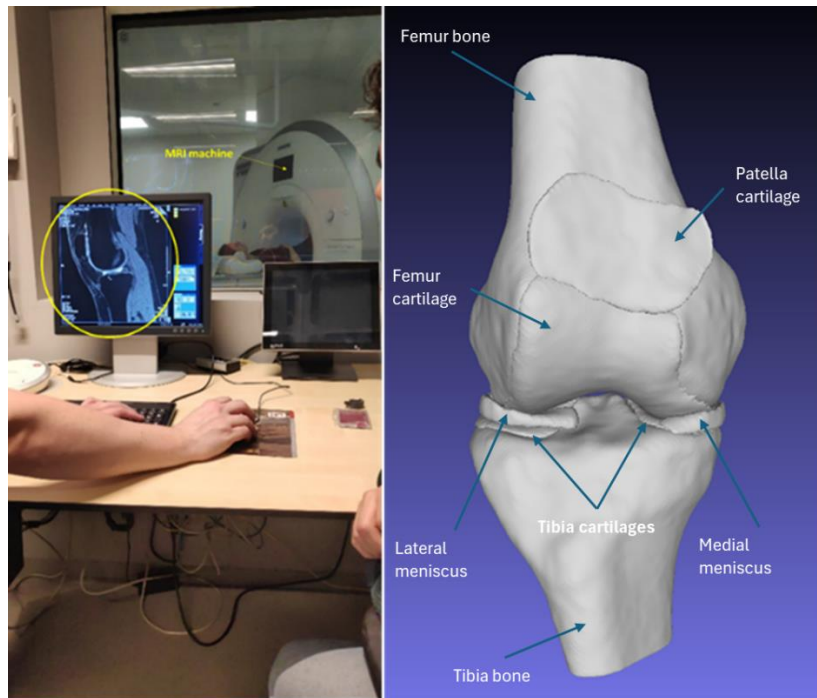 MRI machine
Femur bone
Patella
cartilage
Femur
cartilage
Tibia cartilages
Lateral
meniscus
Medial
meniscus
Tibia bone